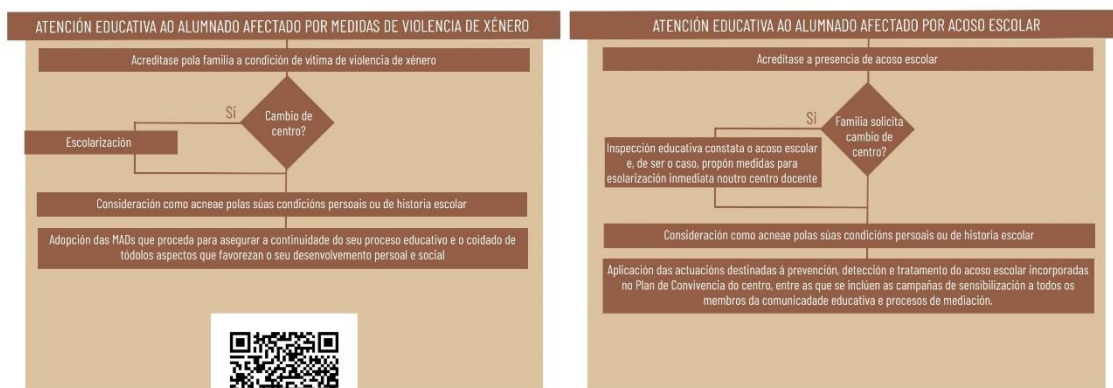 ATENCIÓN EDUCATIVA AO ALUMNADO AFECTADO POR MEDIDAS DE VIOLENCIA DE XÉNERO
Acredítase pola familia a condición de vítima de violencia de xénero
Si
Cambio de
centro?
Escolarización
Consideración como acneae polas súas condicións persoais ou de historia escolar
Adopción das MADs que proceda para asegurar a continuidade do seu proceso educativo e o coidado de
tódolos aspectos que favorezan o seu desenvolvemento persoal e social
ATENCIÓN EDUCATIVA AO ALUMNADO AFECTADO POR ACOSO ESCOLAR
Acredítase a presencia de acoso escolar
Si
Familia solicita
cambio de
centro?
Inspección educativa constata o acoso escolar
e, de ser o caso, propón medidas para
esolarización inmediata noutro centro docente
Consideración como acneae polas súas condicións persoais ou de historia escolar
Aplicación das actuacións destinadas á prevención, detección e tratamento do acoso escolar incorporadas
no Plan de Convivencia do centro, entre as que se inclúen as campañas de sensibilización a todos os
membros da comunicadade educativa e procesos de mediación.